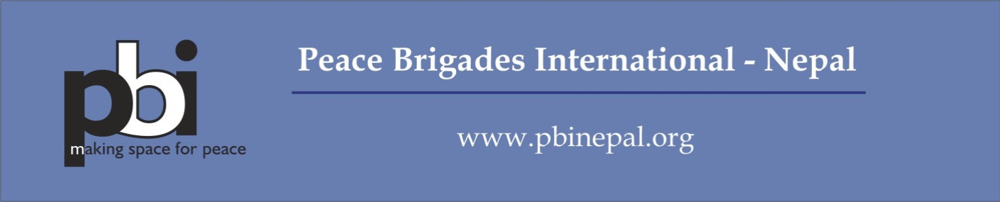 pbi
making space for peace
Peace Brigades International - Nepal
www.pbinepal.org